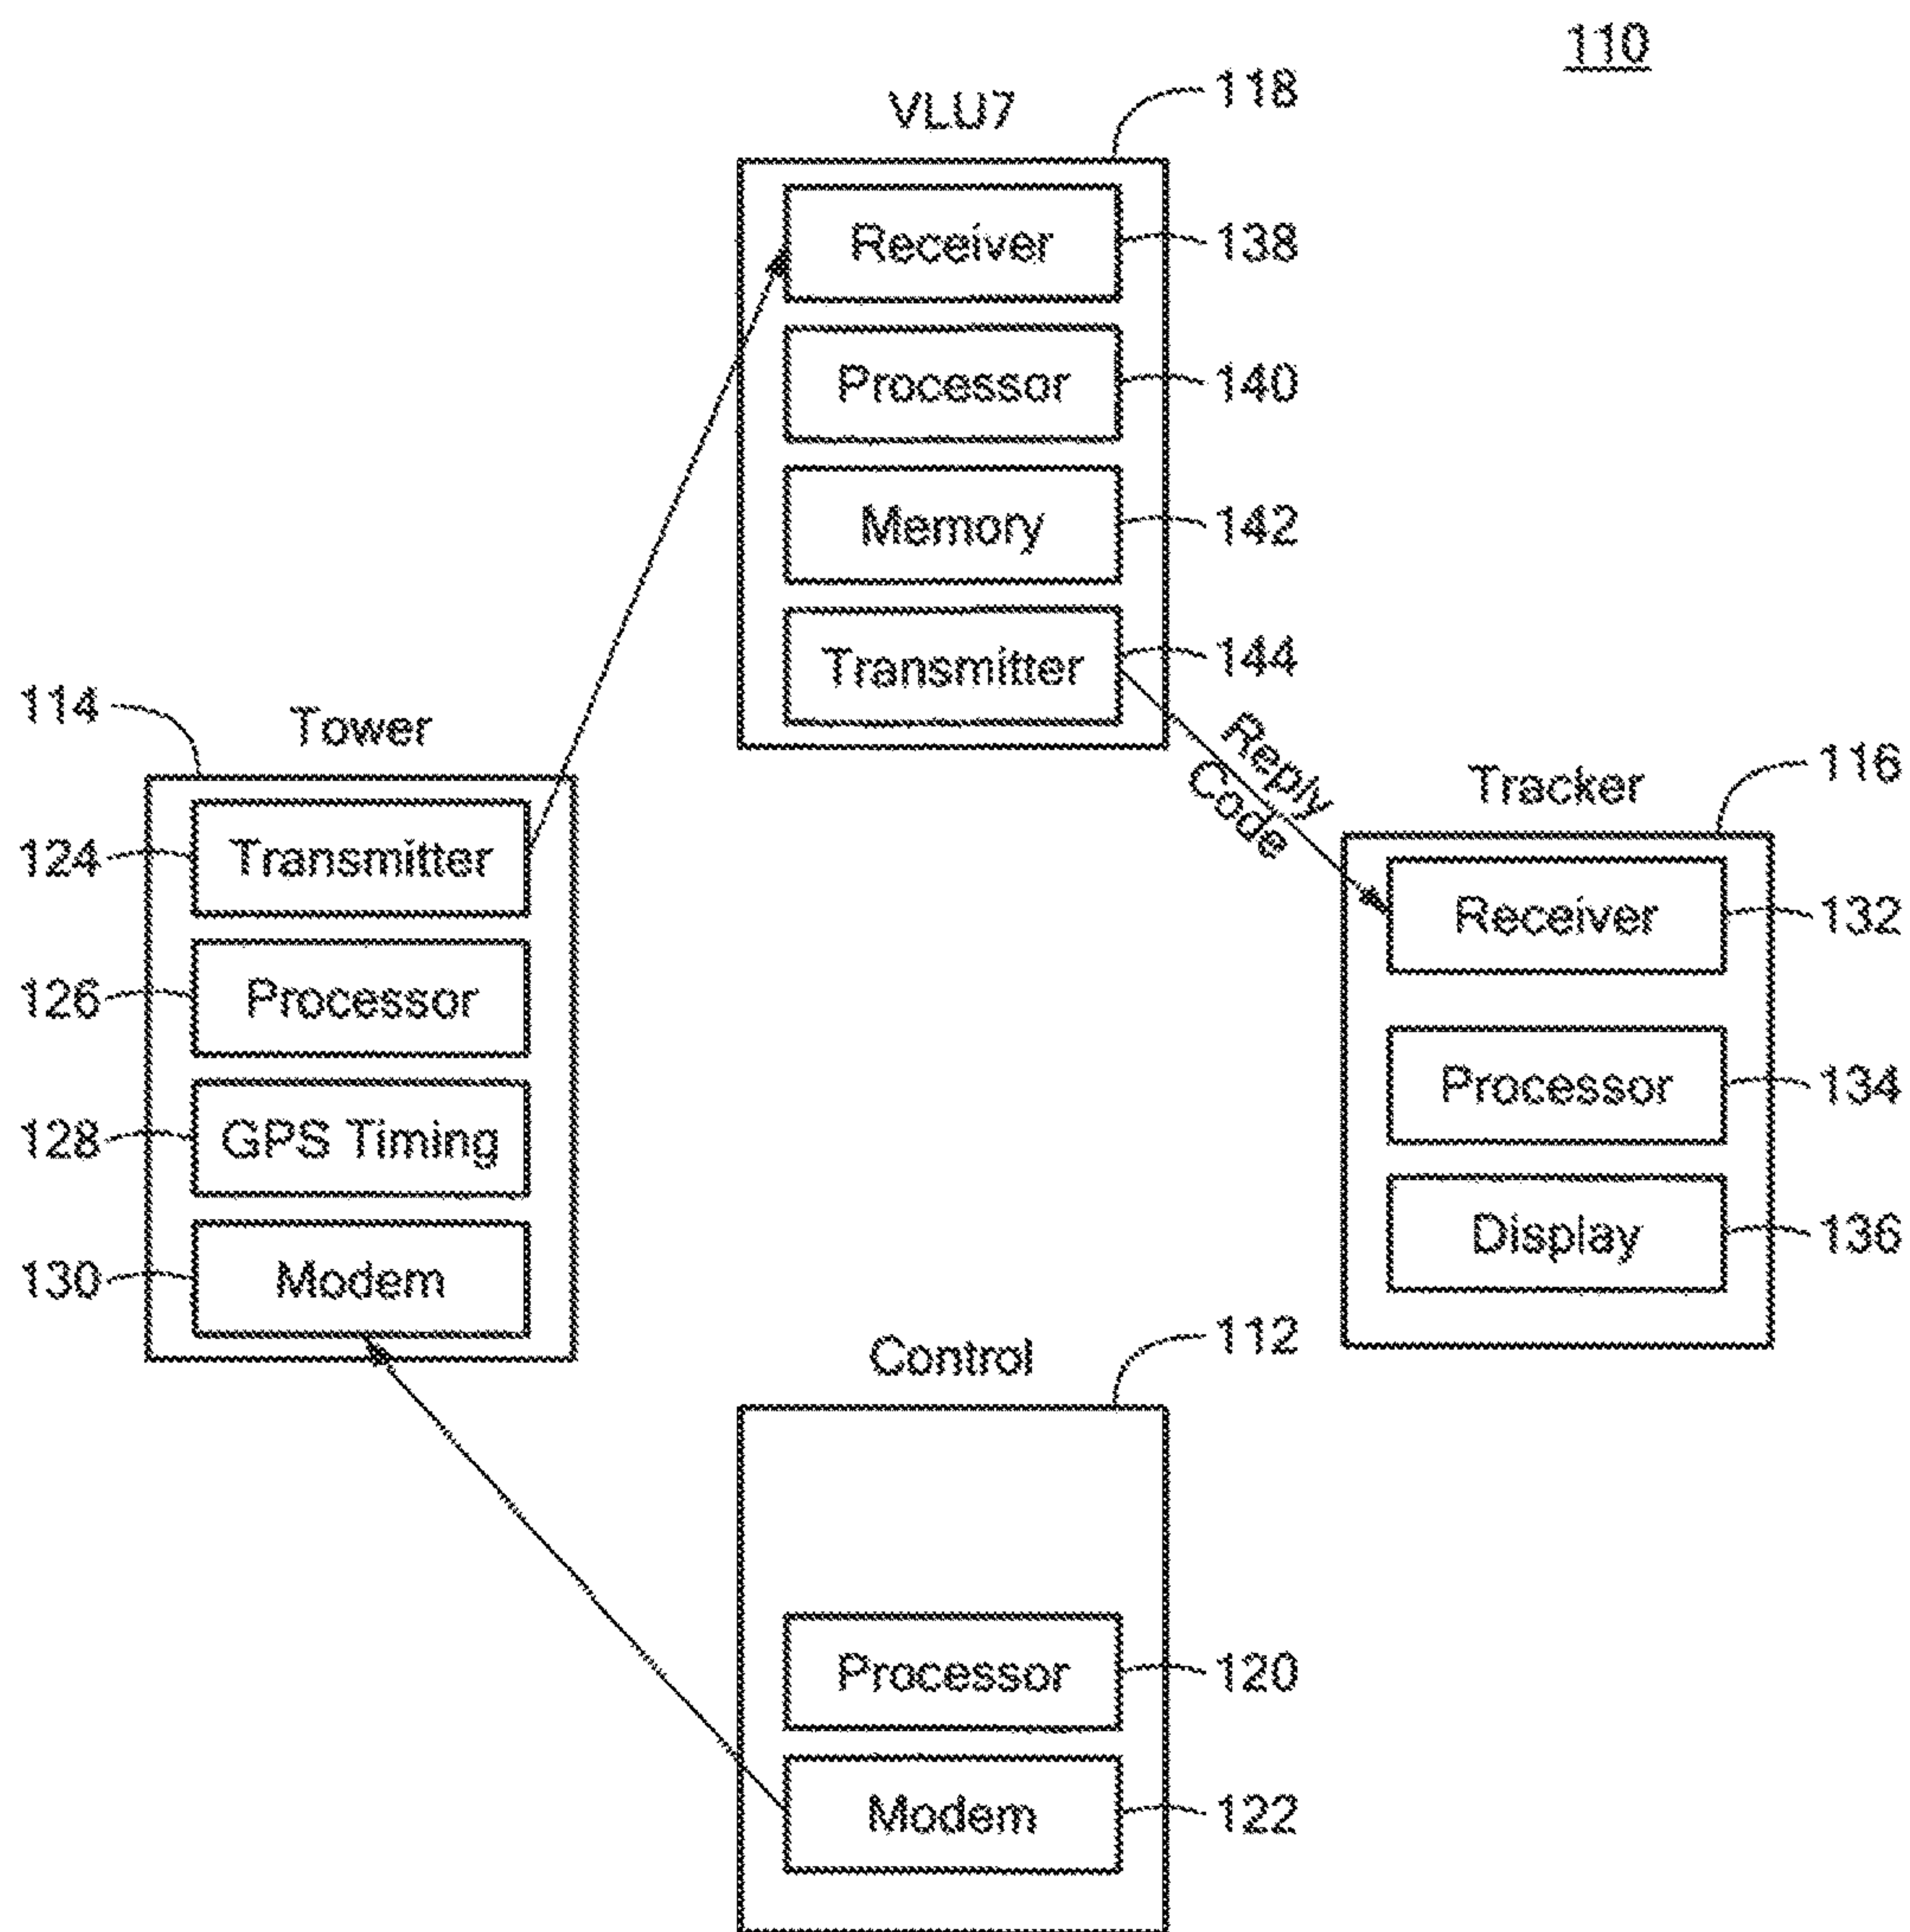 110
VLU7
118
Receiver
138
Processor
140
Memory
142
Transmitter
144
Reply
Code
114
Tower
Transmitter
124
Processor
126
GPS Timing
128
Modem
130
Tracker
116
Receiver
132
Processor
134
Display
136
Control
112
Processor
120
Modem
122